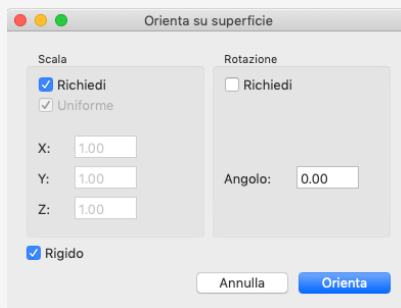 Orienta su superficie
Scala
Richiedi
Uniforme
X: 1.00
Y: 1.00
Z: 1.00
Rotazione
Richiedi
Angolo: 0.00
Rigido
Annulla
Orienta